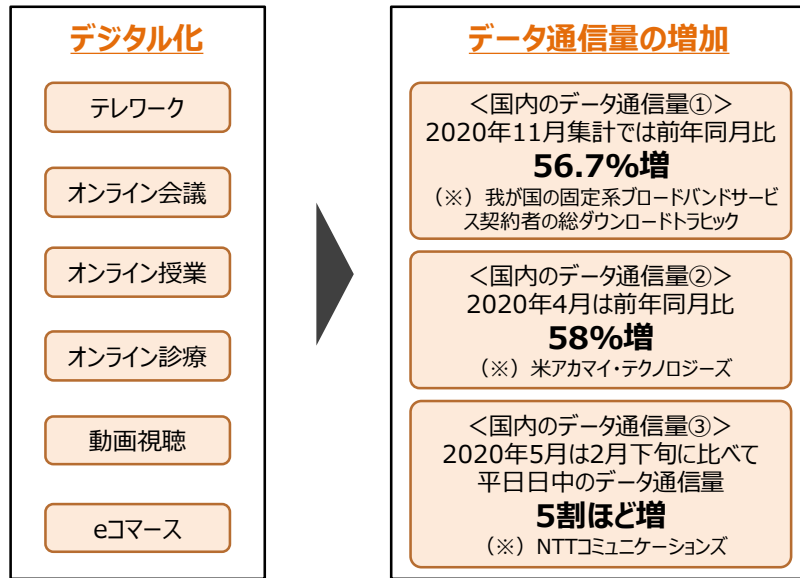 デジタル化
テレワーク
オンライン会議
オンライン授業
オンライン診療
動画視聴
eコマース
データ通信量の増加
＜国内のデータ通信量①＞
2020年11月集計では前年同月比
56.7%増
（※）我が国の固定系ブロードバンドサービ
ス契約者の総ダウンロードトラヒック
＜国内のデータ通信量②＞
2020年4月は前年同月比
58%増
（※）米アカマイ・テクノロジーズ
＜国内のデータ通信量③＞
2020年5月は2月下旬に比べて
平日日中のデータ通信量
5割ほど増
（※）NTTコミュニケーションズ